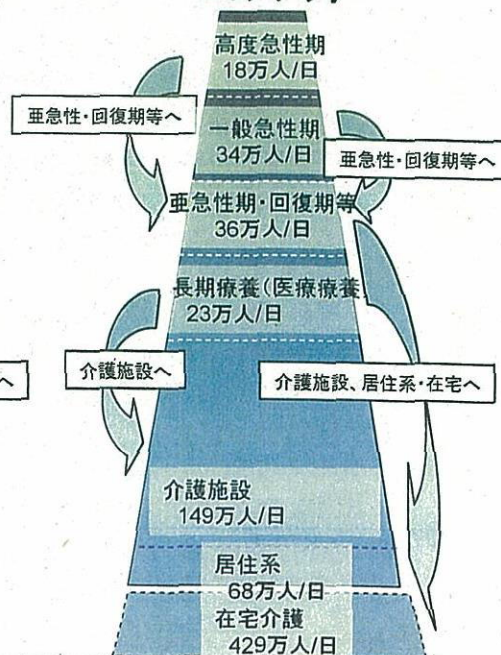 高度急性期
18万人/日
亜急性・回復期等へ
一般急性期
34万人/日
亜急性・回復期等へ
亜急性期・回復期等
36万人/日
長期療養(医療療養
23万人/日
へ
介護施設へ
介護施設、居住系・在宅へ
介護施設
149万人/日
居住系
68万人/日
在宅介護
429万人/日